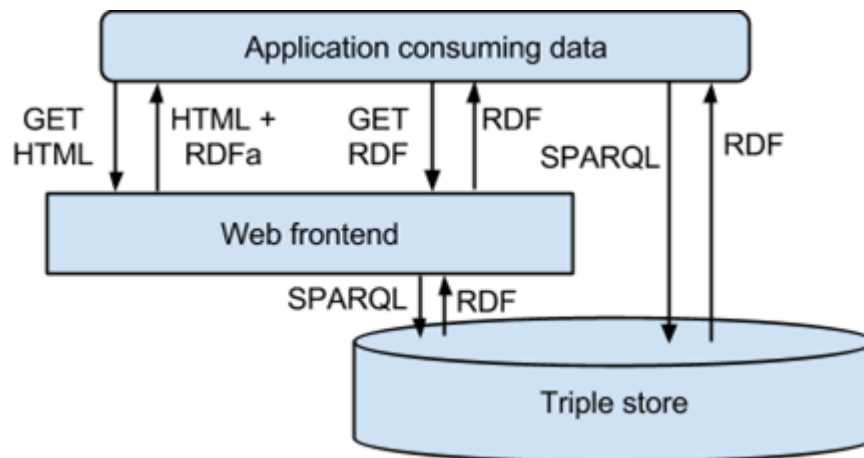 Application consuming data
GET
HTML
HTML +
RDFa
GET
RDF
RDF
SPARQL
RDF
Web frontend
SPARQL
RDF
Triple store